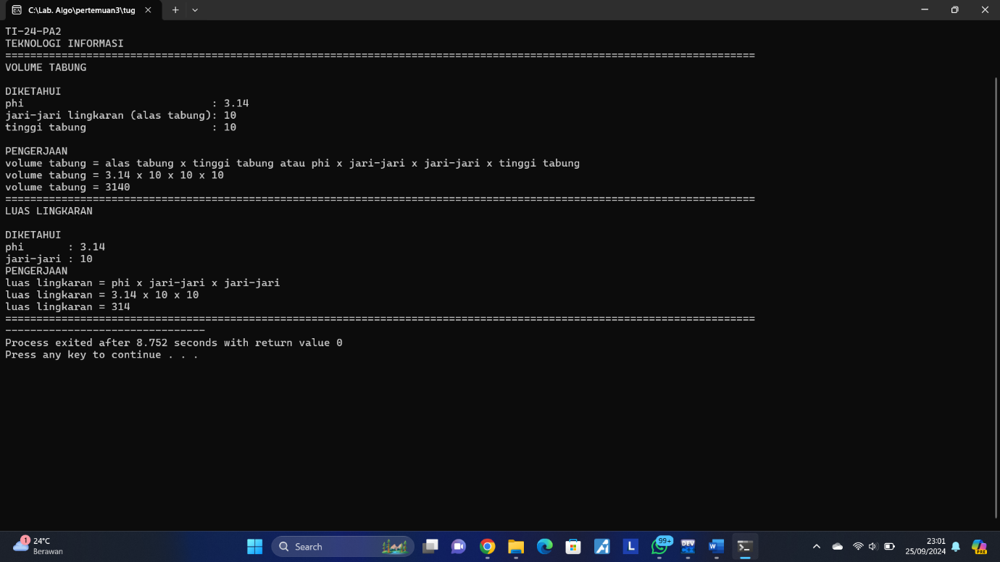 C:\Lab. Algo\pertemuan3\tug
TI-24-PA2
TEKNOLOGI INFORMASI
========================================================================================================================
VOLUME TABUNG
DIKETAHUI
phi                              : 3.14
jari-jari lingkaran (alas tabung): 10
tinggi tabung                    : 10
PENGERJAAN
volume tabung = alas tabung x tinggi tabung atau phi x jari-jari x jari-jari x tinggi tabung
volume tabung = 3.14 x 10 x 10 x 10
volume tabung = 3140
========================================================================================================================
LUAS LINGKARAN
DIKETAHUI
phi       : 3.14
jari-jari : 10
PENGERJAAN
luas lingkaran = phi x jari-jari x jari-jari
luas lingkaran = 3.14 x 10 x 10
luas lingkaran = 314
========================================================================================================================
--------------------------------
Process exited after 8.752 seconds with return value 0
Press any key to continue . . .
1
24°C
Berawan
Search
L
99+
DEV
W
23:01
25/09/2024
PRE